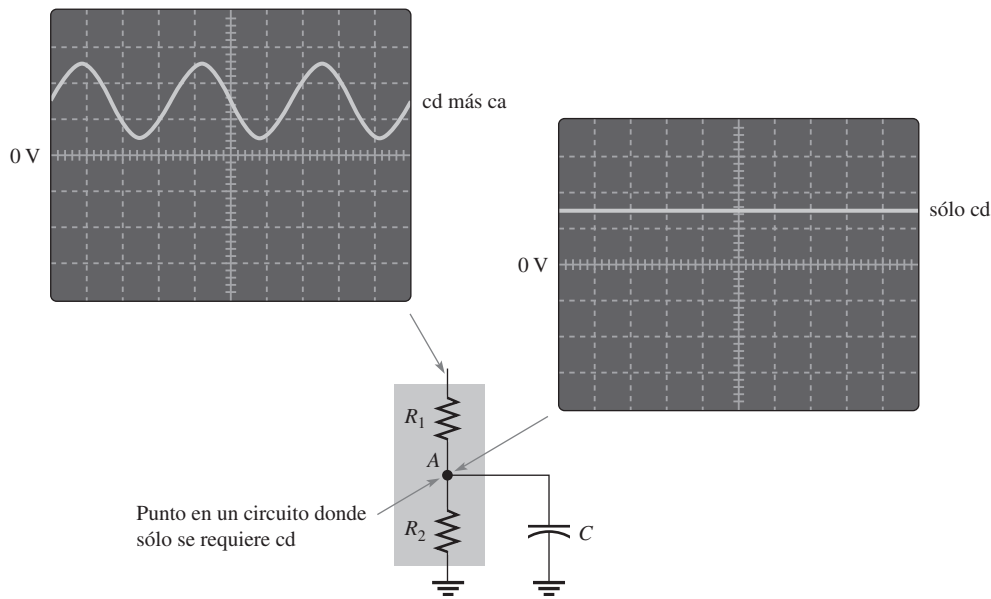 cd más ca
0 V
sólo cd
0 V
R1
A
Punto en un circuito donde
sólo se requiere cd
R2
C